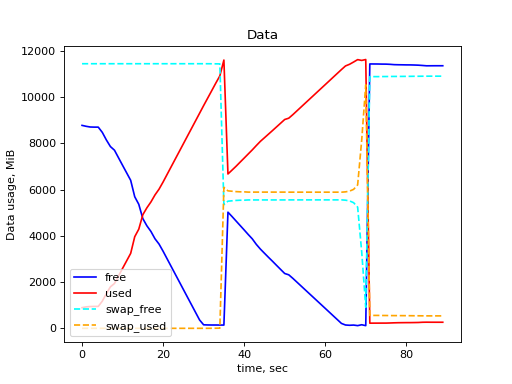 Data
12000
10000
8000
6000
4000
2000
0
Data usage, MiB
free
used
swap_free
swap_used
0 20 40 60 80
time, sec